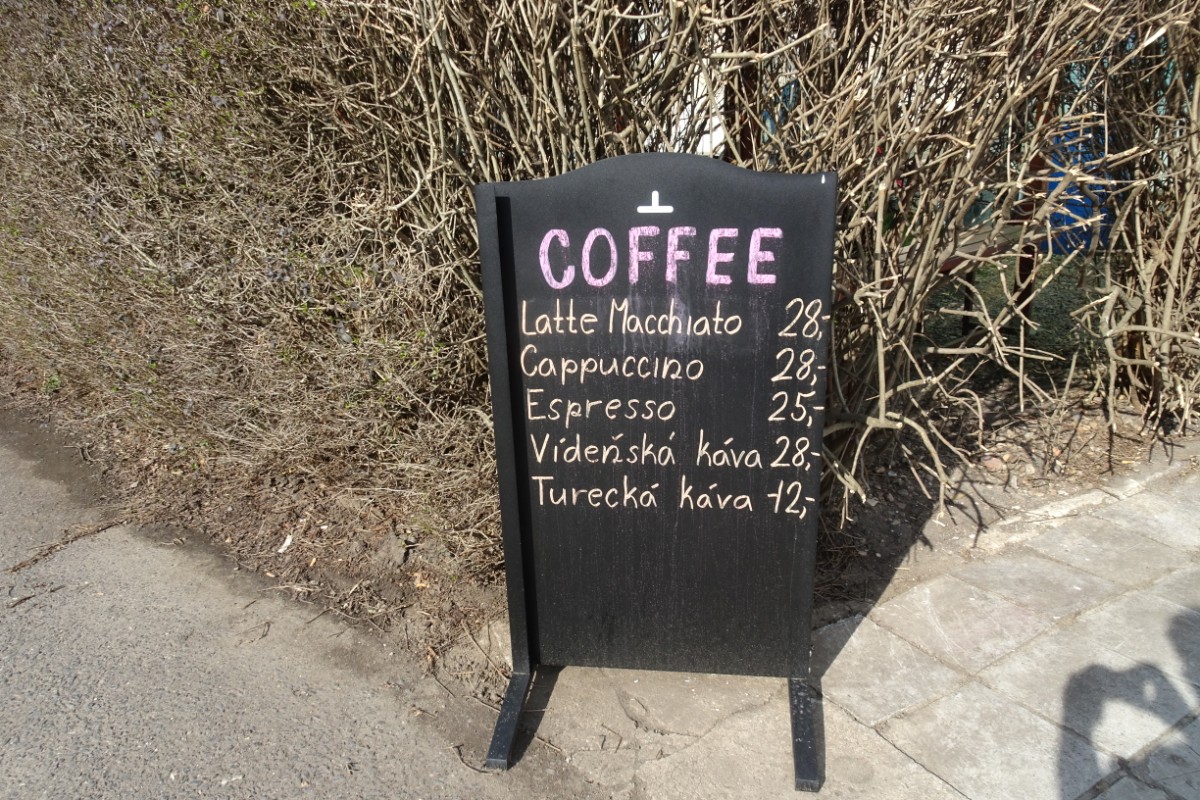 COFFEE
Latte Macchiato 28,-
Cappuccino 28,-
Espresso 25,-
Vídeňská káva 28,-
Turecká káva 12,-